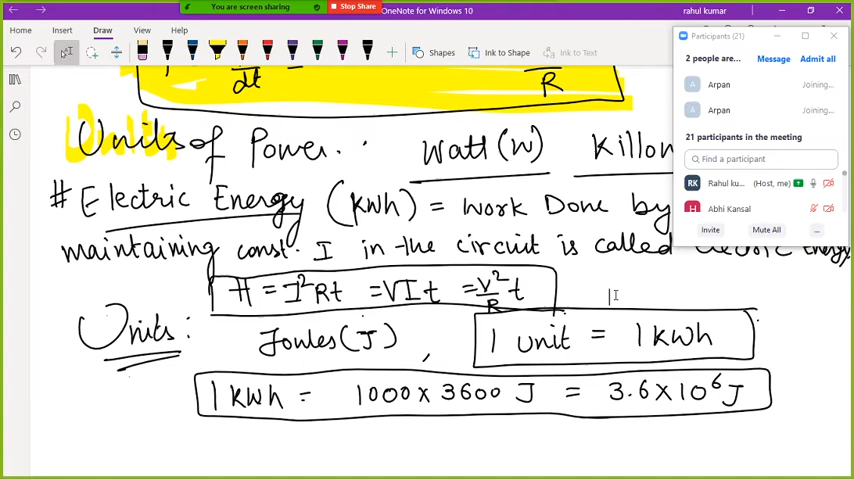 You are screen sharing
Stop Share
OneNote for Windows 10
rahul kumar
Home Insert Draw View Help
Shapes Ink to Shape Ink to Text
Participants (21)
2 people are... Message Admit all
A Arpan Joining...
A Arpan Joining...
21 participants in the meeting
Find a participant
RK Rahul ku... (Host, me)
Abhi Kansal
Invite Mute All ...
dt = R
Units of Power : Watt (W) Killow
# Electric Energy (kWh) = Work Done by
maintaining const. I in the circuit is called Electric energy
H = I²Rt = VIt = V²/R t
Units : Joules (J) , 1 unit = 1 kWh
1 kWh = 1000 x 3600 J = 3.6 X 10⁶ J